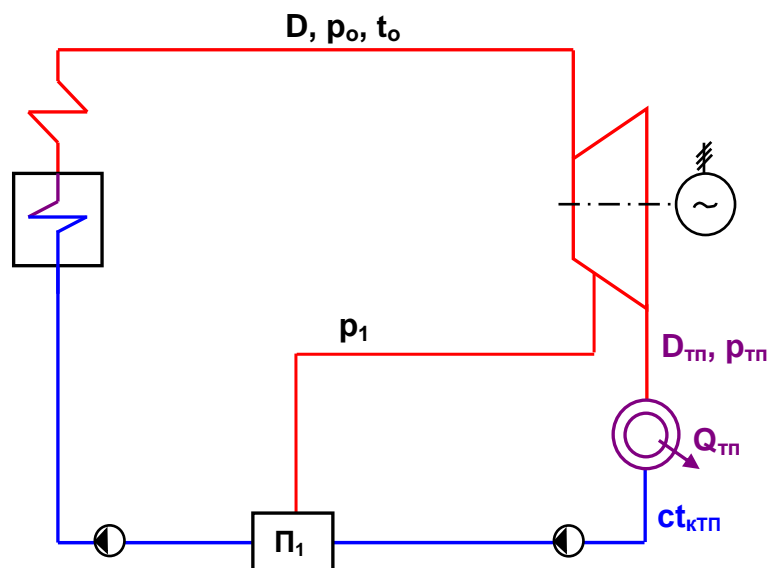 D, pₒ, tₒ
p₁
Dтп, pтп
Qтп
ctкТП
П₁